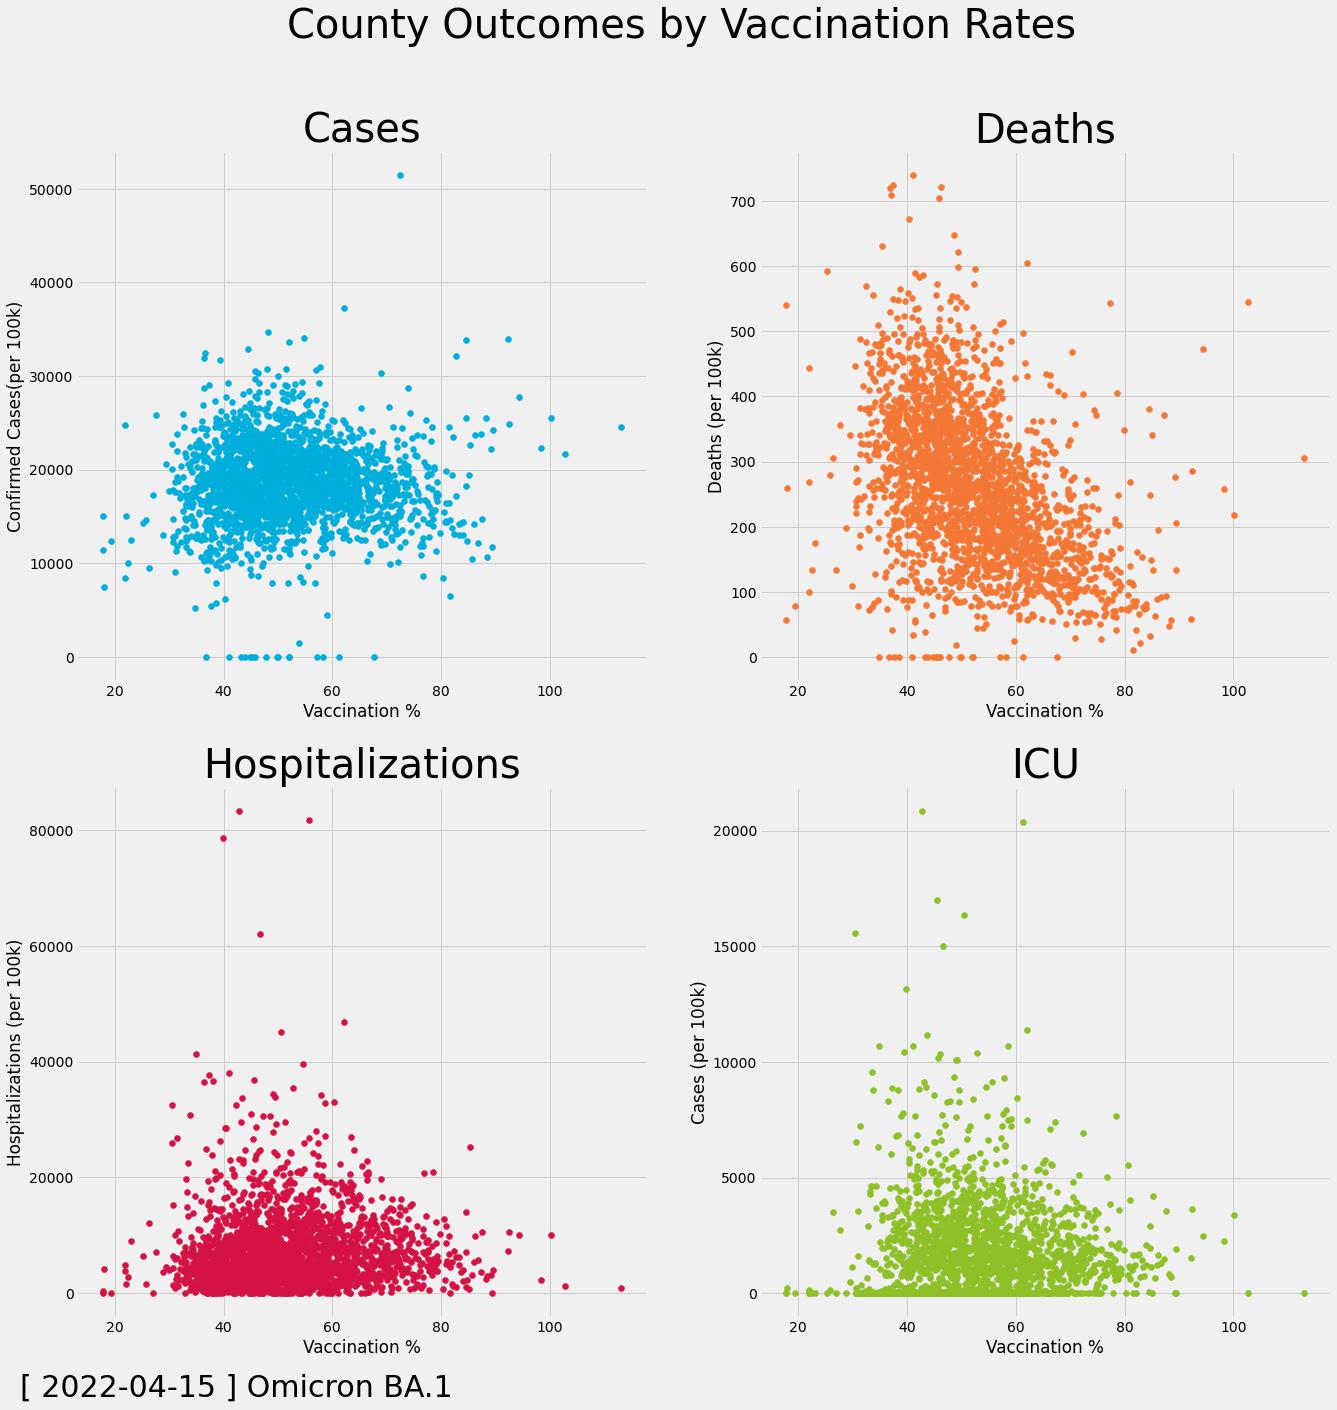 County Outcomes by Vaccination Rates
Cases
Confirmed Cases(per 100k)
50000
40000
30000
20000
10000
0
20 40 60 80 100
Vaccination %
Deaths
Deaths (per 100k)
700
600
500
400
300
200
100
0
20 40 60 80 100
Vaccination %
Hospitalizations
Hospitalizations (per 100k)
80000
60000
40000
20000
0
20 40 60 80 100
Vaccination %
ICU
Cases (per 100k)
20000
15000
10000
5000
0
20 40 60 80 100
Vaccination %
[ 2022-04-15 ] Omicron BA.1